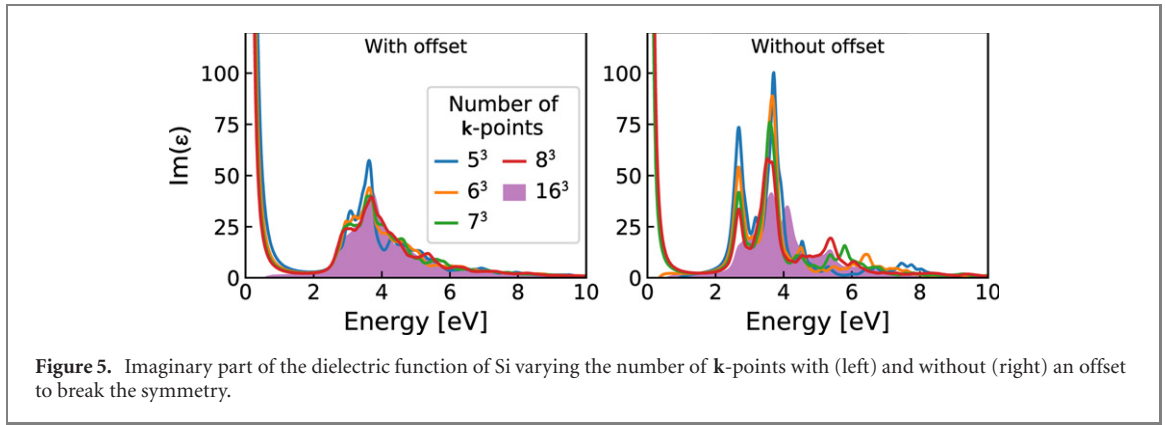 With offset
Without offset
Im(ε)
100
75
50
25
0
Number of
k-points
5³
8³
6³
16³
7³
0 2 4 6 8 10
Energy [eV]
100
75
50
25
0
0 2 4 6 8 10
Energy [eV]
Figure 5. Imaginary part of the dielectric function of Si varying the number of k-points with (left) and without (right) an offset
to break the symmetry.